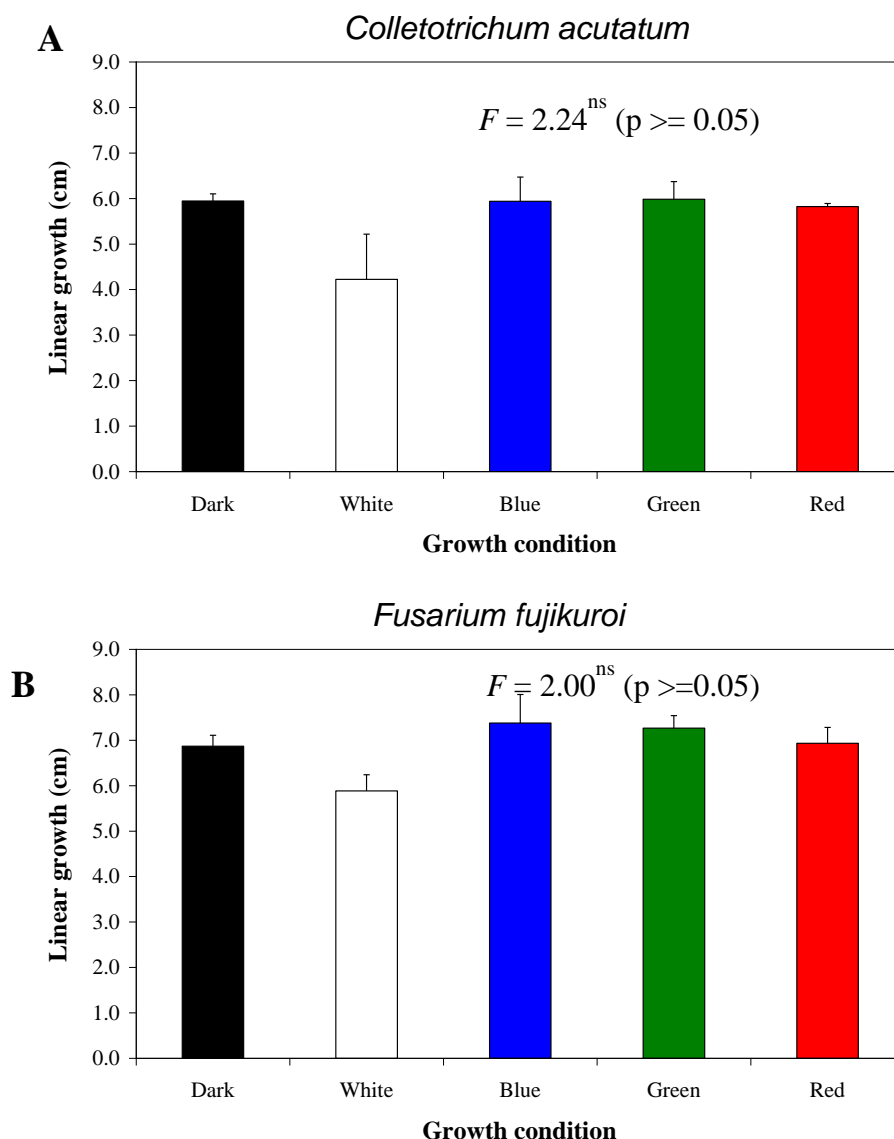 A
Colletotrichum acutatum
F = 2.24ns (p >= 0.05)
Linear growth (cm)
9.0
8.0
7.0
6.0
5.0
4.0
3.0
2.0
1.0
0.0
Dark White Blue Green Red
Growth condition
B
Fusarium fujikuroi
F = 2.00ns (p >=0.05)
Linear growth (cm)
9.0
8.0
7.0
6.0
5.0
4.0
3.0
2.0
1.0
0.0
Dark White Blue Green Red
Growth condition